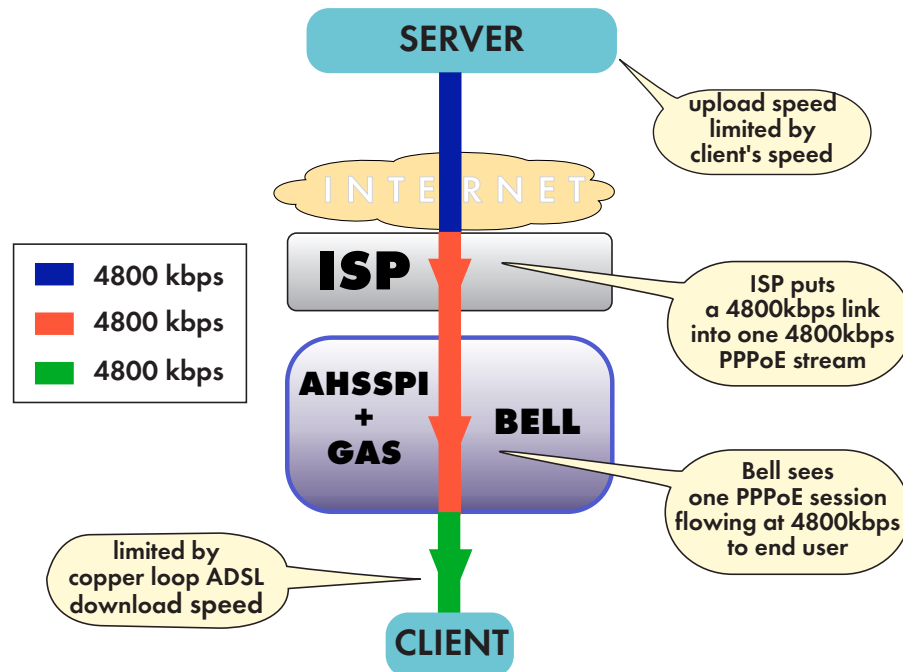 SERVER
upload speed
limited by
client's speed
INTERNET
ISP
4800 kbps
4800 kbps
4800 kbps
ISP puts
a 4800kbps link
into one 4800kbps
PPPoE stream
AHSSPI
+
GAS
BELL
Bell sees
one PPPoE session
flowing at 4800kbps
to end user
limited by
copper loop ADSL
download speed
CLIENT